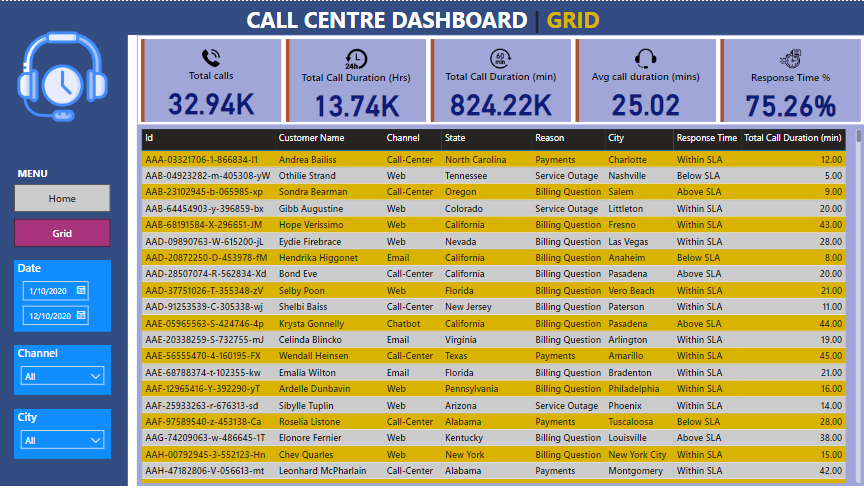 CALL CENTRE DASHBOARD | GRID
24h
60 min
Total calls
Total Call Duration (Hrs)
Total Call Duration (min)
Avg call duration (mins)
Response Time %
32.94K
13.74K
824.22K
25.02
75.26%
MENU
Home
Grid
Date
1/10/2020
12/10/2020
Channel
All
City
All
Id Customer Name Channel State Reason City Response Time Total Call Duration (min)
AAA-03321706-1-866834-l1 Andrea Bailiss Call-Center North Carolina Payments Charlotte Within SLA 12.00
AAB-04923282-m-405308-yW Othilie Strand Web Tennessee Service Outage Nashville Below SLA 5.00
AAB-23102945-b-065985-xp Sondra Bearman Call-Center Oregon Billing Question Salem Above SLA 9.00
AAB-64454903-y-396859-bx Gibb Augustine Web Colorado Service Outage Littleton Within SLA 20.00
AAB-68191584-X-296651-JM Hope Verissimo Web California Billing Question Fresno Within SLA 43.00
AAD-09890763-W-615200-jL Eydie Firebrace Web Nevada Billing Question Las Vegas Within SLA 28.00
AAD-20872250-D-453978-fM Hendrika Higgonet Email California Billing Question Anaheim Below SLA 8.00
AAD-28507074-R-562834-Xd Bond Eve Call-Center California Billing Question Pasadena Above SLA 20.00
AAD-37751026-T-355348-zV Selby Poon Web Florida Billing Question Vero Beach Within SLA 21.00
AAD-91253539-C-305338-wj Shelbi Baiss Call-Center New Jersey Billing Question Paterson Within SLA 11.00
AAE-05965563-S-424746-4p Krysta Gonnelly Chatbot California Billing Question Pasadena Above SLA 44.00
AAE-20338259-S-732755-mJ Celinda Blincko Email Virginia Billing Question Arlington Within SLA 19.00
AAE-56555470-4-160195-FX Wendall Heinsen Call-Center Texas Payments Amarillo Within SLA 45.00
AAE-68788374-t-102355-kw Emalia Wilton Email Florida Billing Question Bradenton Within SLA 21.00
AAF-12965416-Y-392290-yT Ardelle Dunbavin Web Pennsylvania Billing Question Philadelphia Within SLA 16.00
AAF-25933263-r-676313-sd Sibylle Tuplin Web Arizona Service Outage Phoenix Within SLA 14.00
AAF-97589540-z-453138-Ca Roselia Listone Call-Center Alabama Payments Tuscaloosa Below SLA 28.00
AAG-74209063-w-486645-1T Elonore Fernier Web Kentucky Billing Question Louisville Above SLA 38.00
AAH-00792945-3-552123-Hn Chev Quarles Web New York Billing Question New York City Within SLA 15.00
AAH-47182806-V-056613-mt Leonhard McPharlain Call-Center Alabama Payments Montgomery Within SLA 42.00